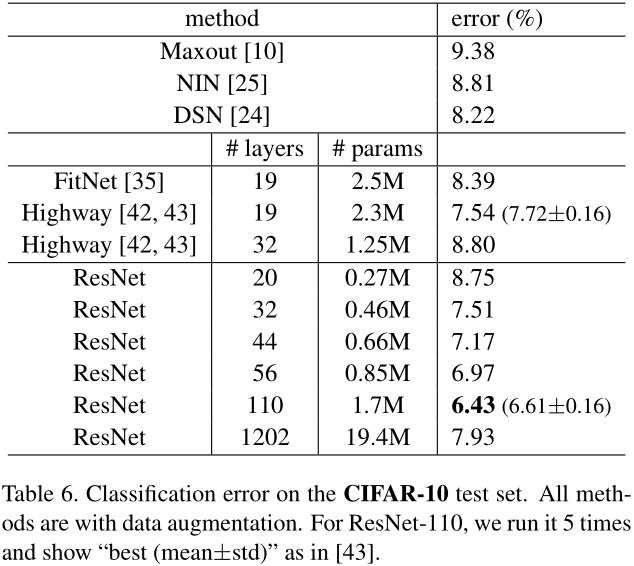 method error (%)
Maxout [10] 9.38
NIN [25] 8.81
DSN [24] 8.22
# layers # params
FitNet [35] 19 2.5M 8.39
Highway [42, 43] 19 2.3M 7.54 (7.72±0.16)
Highway [42, 43] 32 1.25M 8.80
ResNet 20 0.27M 8.75
ResNet 32 0.46M 7.51
ResNet 44 0.66M 7.17
ResNet 56 0.85M 6.97
ResNet 110 1.7M 6.43 (6.61±0.16)
ResNet 1202 19.4M 7.93
Table 6. Classification error on the CIFAR-10 test set. All meth-
ods are with data augmentation. For ResNet-110, we run it 5 times
and show “best (mean±std)” as in [43].